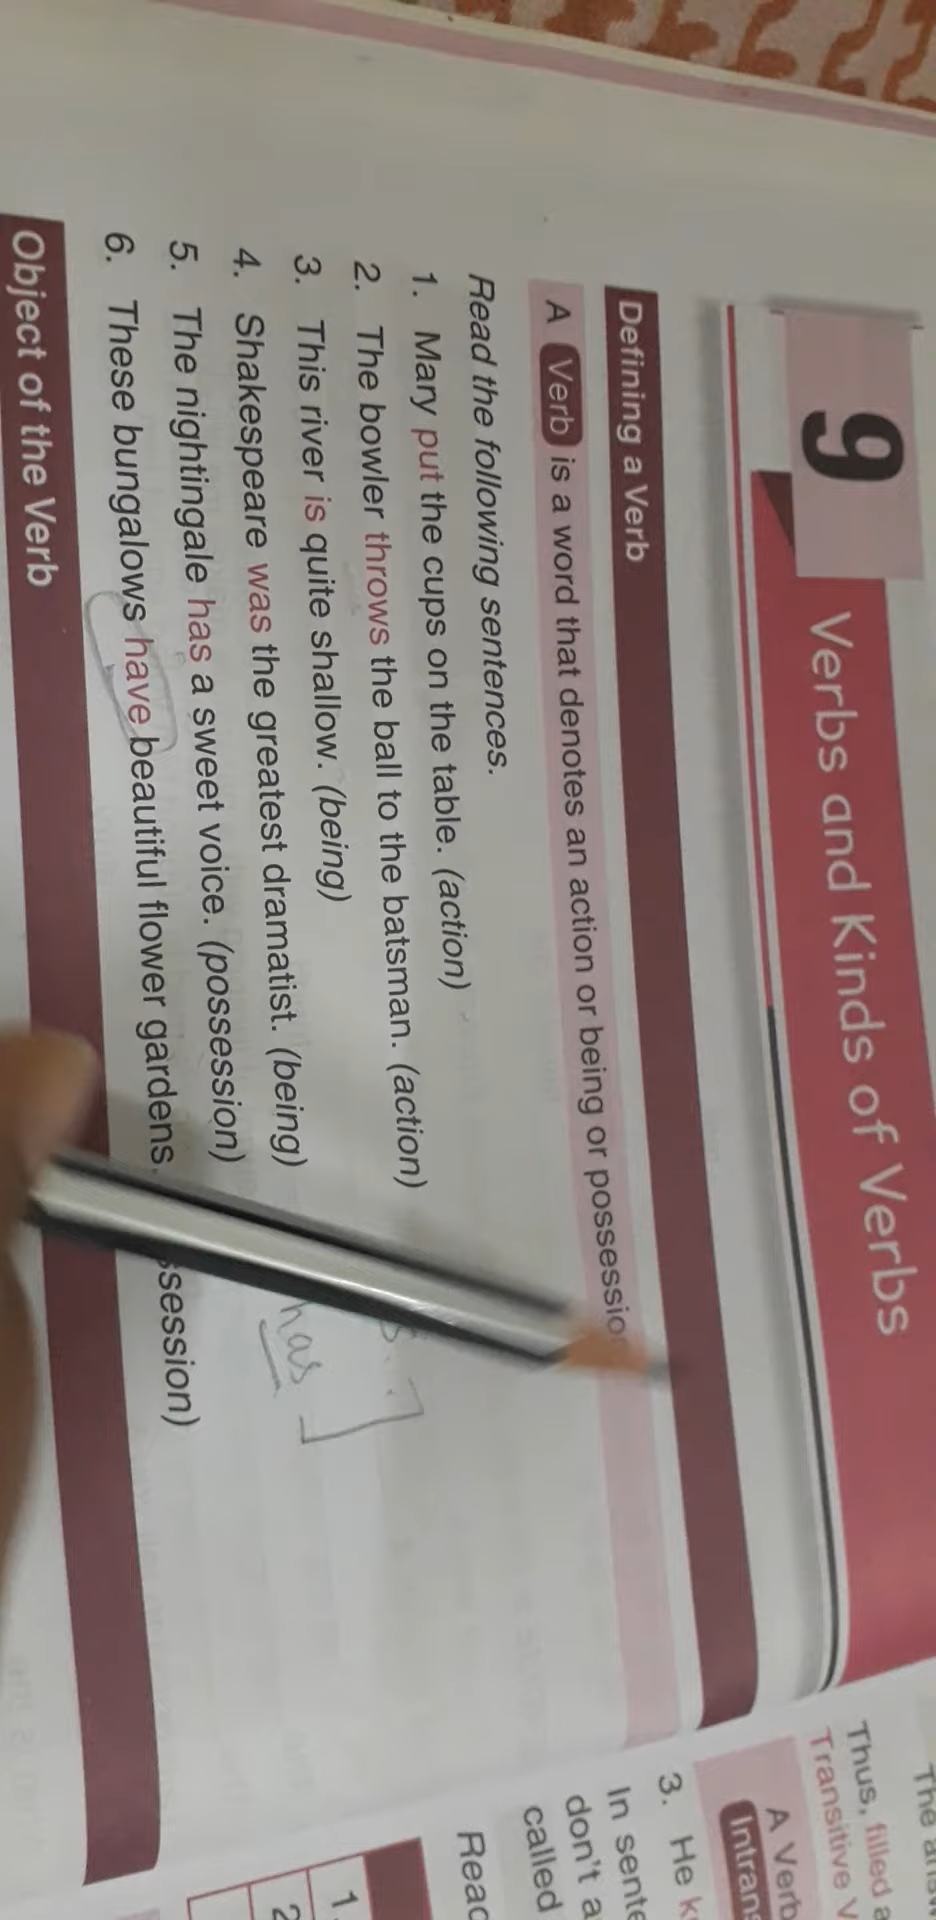 9
Verbs and Kinds of Verbs
Defining a Verb
A Verb is a word that denotes an action or being or possession
Read the following sentences.
1. Mary put the cups on the table. (action)
2. The bowler throws the ball to the batsman. (action)
3. This river is quite shallow. (being)
4. Shakespeare was the greatest dramatist. (being)
5. The nightingale has a sweet voice. (possession)
has
6. These bungalows have beautiful flower gardens. ssession)
Object of the Verb
The
Thus, filled
Transitive V
A Verb
Intrans
3. He
In sente
don't a
called
Read
1.
2